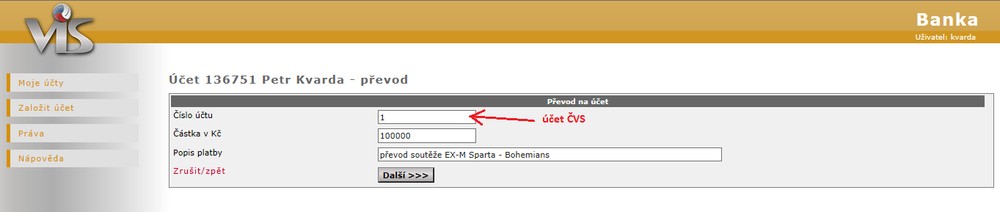 VIS
Banka
Uživatel: kvarda
Moje účty
Založit účet
Práva
Nápověda
Účet 136751 Petr Kvarda - převod
Převod na účet
Číslo účtu 1 účet ČVS
Částka v Kč 100000
Popis platby převod soutěže EX-M Sparta - Bohemians
Zrušit/zpět Další >>>